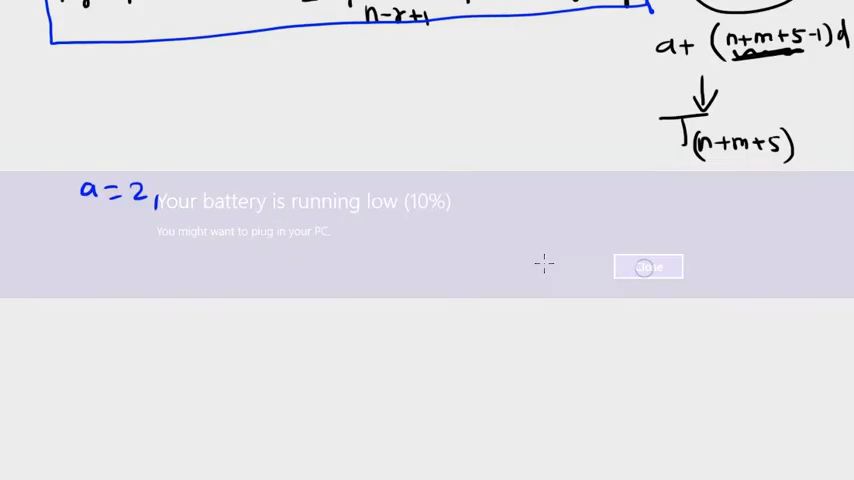 n-r+1
a+ (n+m+5-1)d
T(n+m+5)
a=2,
Your battery is running low (10%)
You might want to plug in your PC.
Close